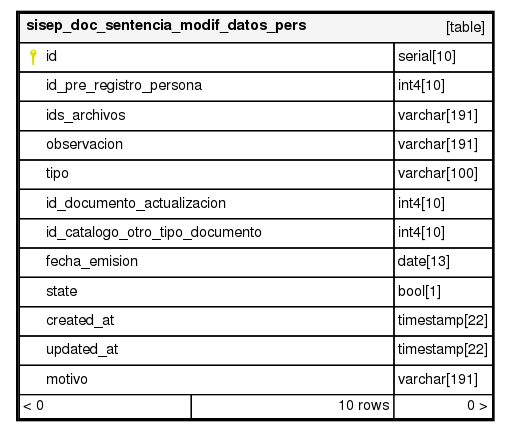 sisep_doc_sentencia_modif_datos_pers [table]
id serial[10]
id_pre_registro_persona int4[10]
ids_archivos varchar[191]
observacion varchar[191]
tipo varchar[100]
id_documento_actualizacion int4[10]
id_catalogo_otro_tipo_documento int4[10]
fecha_emision date[13]
state bool[1]
created_at timestamp[22]
updated_at timestamp[22]
motivo varchar[191]
< 0 10 rows 0 >